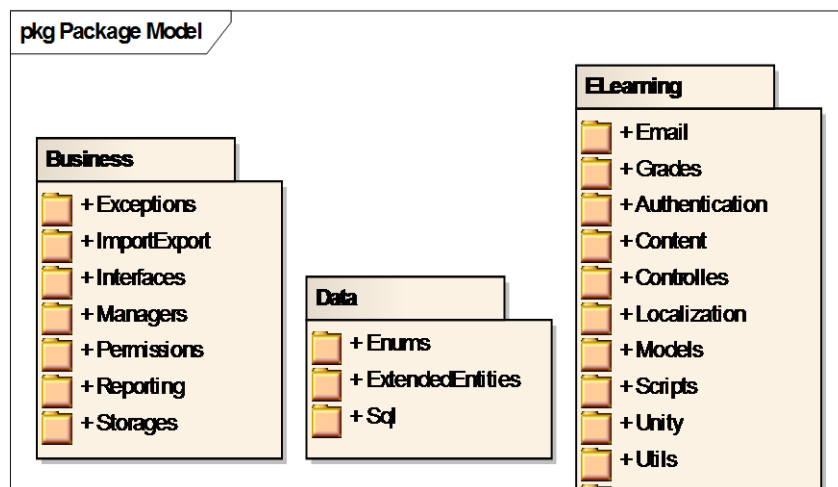 pkg Package Model
Business
+ Exceptions
+ ImportExport
+ Interfaces
+ Managers
+ Permissions
+ Reporting
+ Storages
Data
+ Enums
+ ExtendedEntities
+ Sql
ELearning
+ Email
+ Grades
+ Authentication
+ Content
+ Controlles
+ Localization
+ Models
+ Scripts
+ Unity
+ Utils